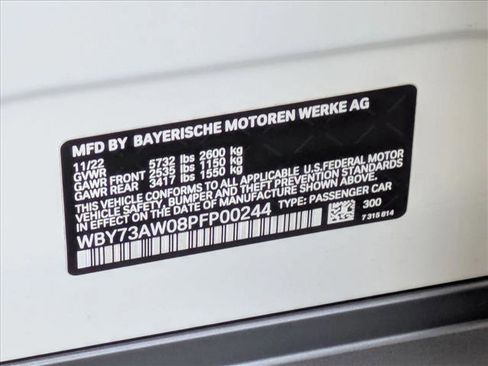 MFD BY BAYERISCHE MOTOREN WERKE AG
11/22
GVWR 5732 lbs 2600 kg
GAWR FRONT 2535 lbs 1150 kg
GAWR REAR 3417 lbs 1550 kg
THIS VEHICLE CONFORMS TO ALL APPLICABLE U.S.FEDERAL MOTOR
VEHICLE SAFETY, BUMPER AND THEFT PREVENTION STANDARDS
IN EFFECT ON THE DATE OF MANUFACTURE SHOWN ABOVE.
WBY73AW08PFP00244 TYPE: PASSENGER CAR
300
7 315 014